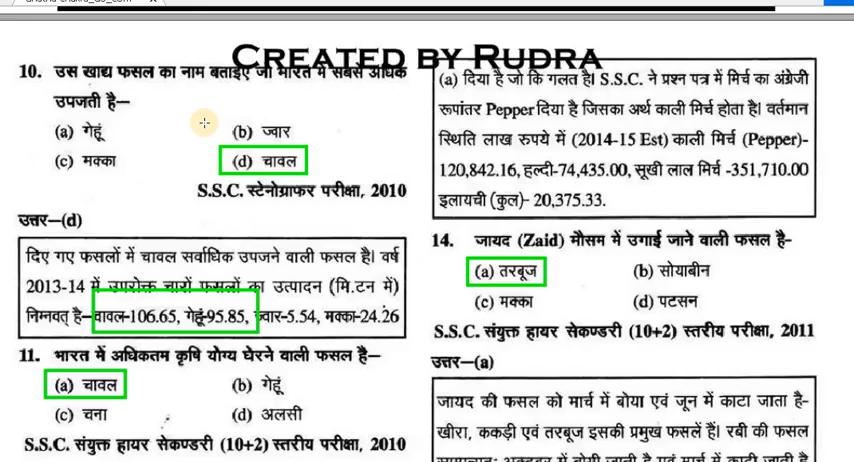 CREATED BY RUDRA
10. उस खाद्य फसल का नाम बताइए जो भारत में सबसे अधिक
उपजती है—
(a) गेहूं (b) ज्वार
(c) मक्का (d) चावल
S.S.C. स्टेनोग्राफर परीक्षा, 2010
उत्तर—(d)
दिए गए फसलों में चावल सर्वाधिक उपजने वाली फसल है। वर्ष
2013-14 में उपरोक्त चारों फसलों का उत्पादन (मि.टन में)
निम्नवत् है—चावल-106.65, गेहूं-95.85, ज्वार-5.54, मक्का-24.26
11. भारत में अधिकतम कृषि योग्य घेरने वाली फसल है—
(a) चावल (b) गेहूं
(c) चना (d) अलसी
S.S.C. संयुक्त हायर सेकण्डरी (10+2) स्तरीय परीक्षा, 2010
(a) दिया है जो कि गलत है। S.S.C. ने प्रश्न पत्र में मिर्च का अंग्रेजी
रूपांतर Pepper दिया है जिसका अर्थ काली मिर्च होता है। वर्तमान
स्थिति लाख रुपये में (2014-15 Est) काली मिर्च (Pepper)-
120,842.16, हल्दी-74,435.00, सूखी लाल मिर्च -351,710.00
इलायची (कुल)- 20,375.33.
14. जायद (Zaid) मौसम में उगाई जाने वाली फसल है-
(a) तरबूज (b) सोयाबीन
(c) मक्का (d) पटसन
S.S.C. संयुक्त हायर सेकण्डरी (10+2) स्तरीय परीक्षा, 2011
उत्तर—(a)
जायद की फसल को मार्च में बोया एवं जून में काटा जाता है-
खीरा, ककड़ी एवं तरबूज इसकी प्रमुख फसलें हैं। रबी की फसल